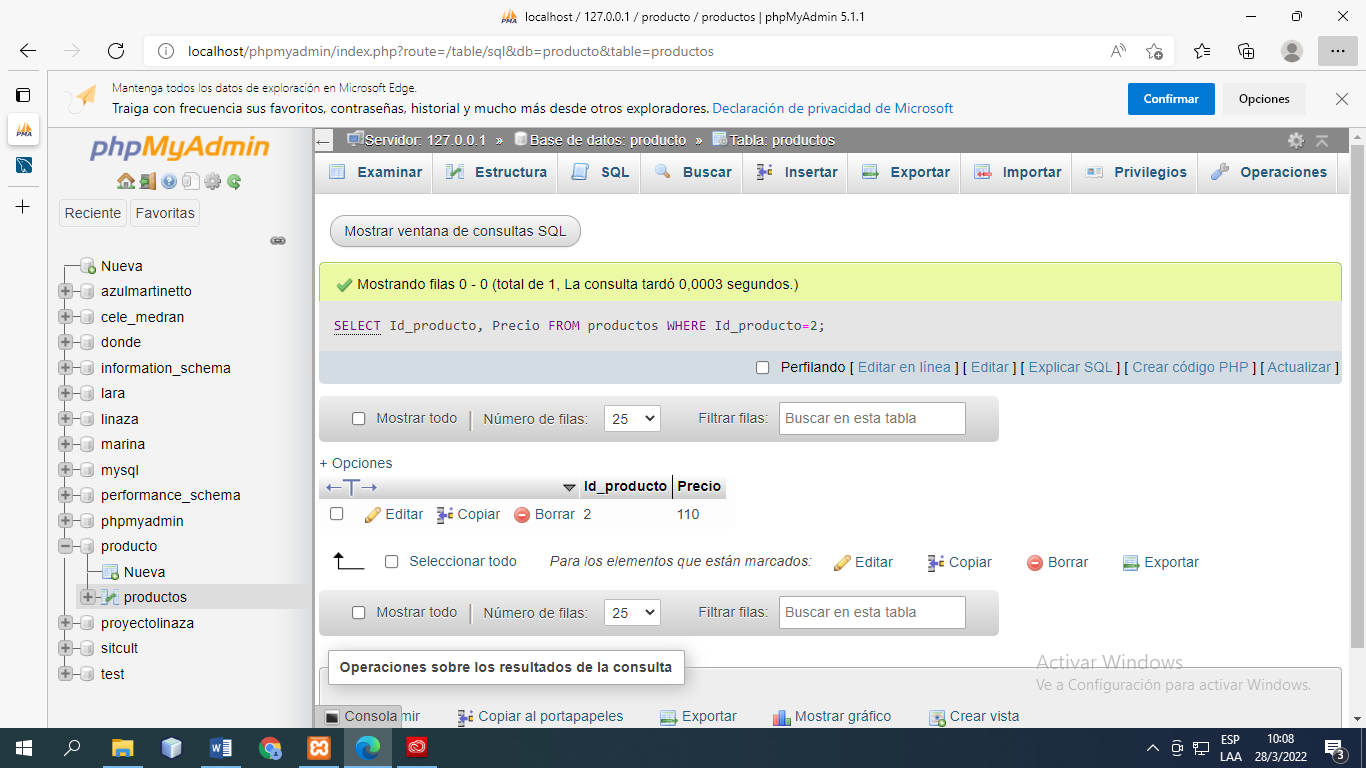 localhost / 127.0.0.1 / producto / productos | phpMyAdmin 5.1.1
localhost/phpmyadmin/index.php?route=/table/sql&db=producto&table=productos
Mantenga todos los datos de exploración en Microsoft Edge.
Traiga con frecuencia sus favoritos, contraseñas, historial y mucho más desde otros exploradores. Declaración de privacidad de Microsoft
Confirmar
Opciones
phpMyAdmin
Reciente
Favoritas
Nueva
azulmartinetto
cele_medran
donde
information_schema
lara
linaza
marina
mysql
performance_schema
phpmyadmin
producto
Nueva
productos
proyectolinaza
sitcult
test
Servidor: 127.0.0.1 » Base de datos: producto » Tabla: productos
Examinar Estructura SQL Buscar Insertar Exportar Importar Privilegios Operaciones
Mostrar ventana de consultas SQL
Mostrando filas 0 - 0 (total de 1, La consulta tardó 0,0003 segundos.)
SELECT Id_producto, Precio FROM productos WHERE Id_producto=2;
Perfilando [ Editar en línea ] [ Editar ] [ Explicar SQL ] [ Crear código PHP ] [ Actualizar ]
Mostrar todo | Número de filas: 25 Filtrar filas: Buscar en esta tabla
+ Opciones
←T→ Id_producto Precio
Editar Copiar Borrar 2 110
Seleccionar todo Para los elementos que están marcados: Editar Copiar Borrar Exportar
Mostrar todo | Número de filas: 25 Filtrar filas: Buscar en esta tabla
Operaciones sobre los resultados de la consulta
Consola mir Copiar al portapapeles Exportar Mostrar gráfico Crear vista
Activar Windows
Ve a Configuración para activar Windows.
ESP
LAA
10:08
28/3/2022
3